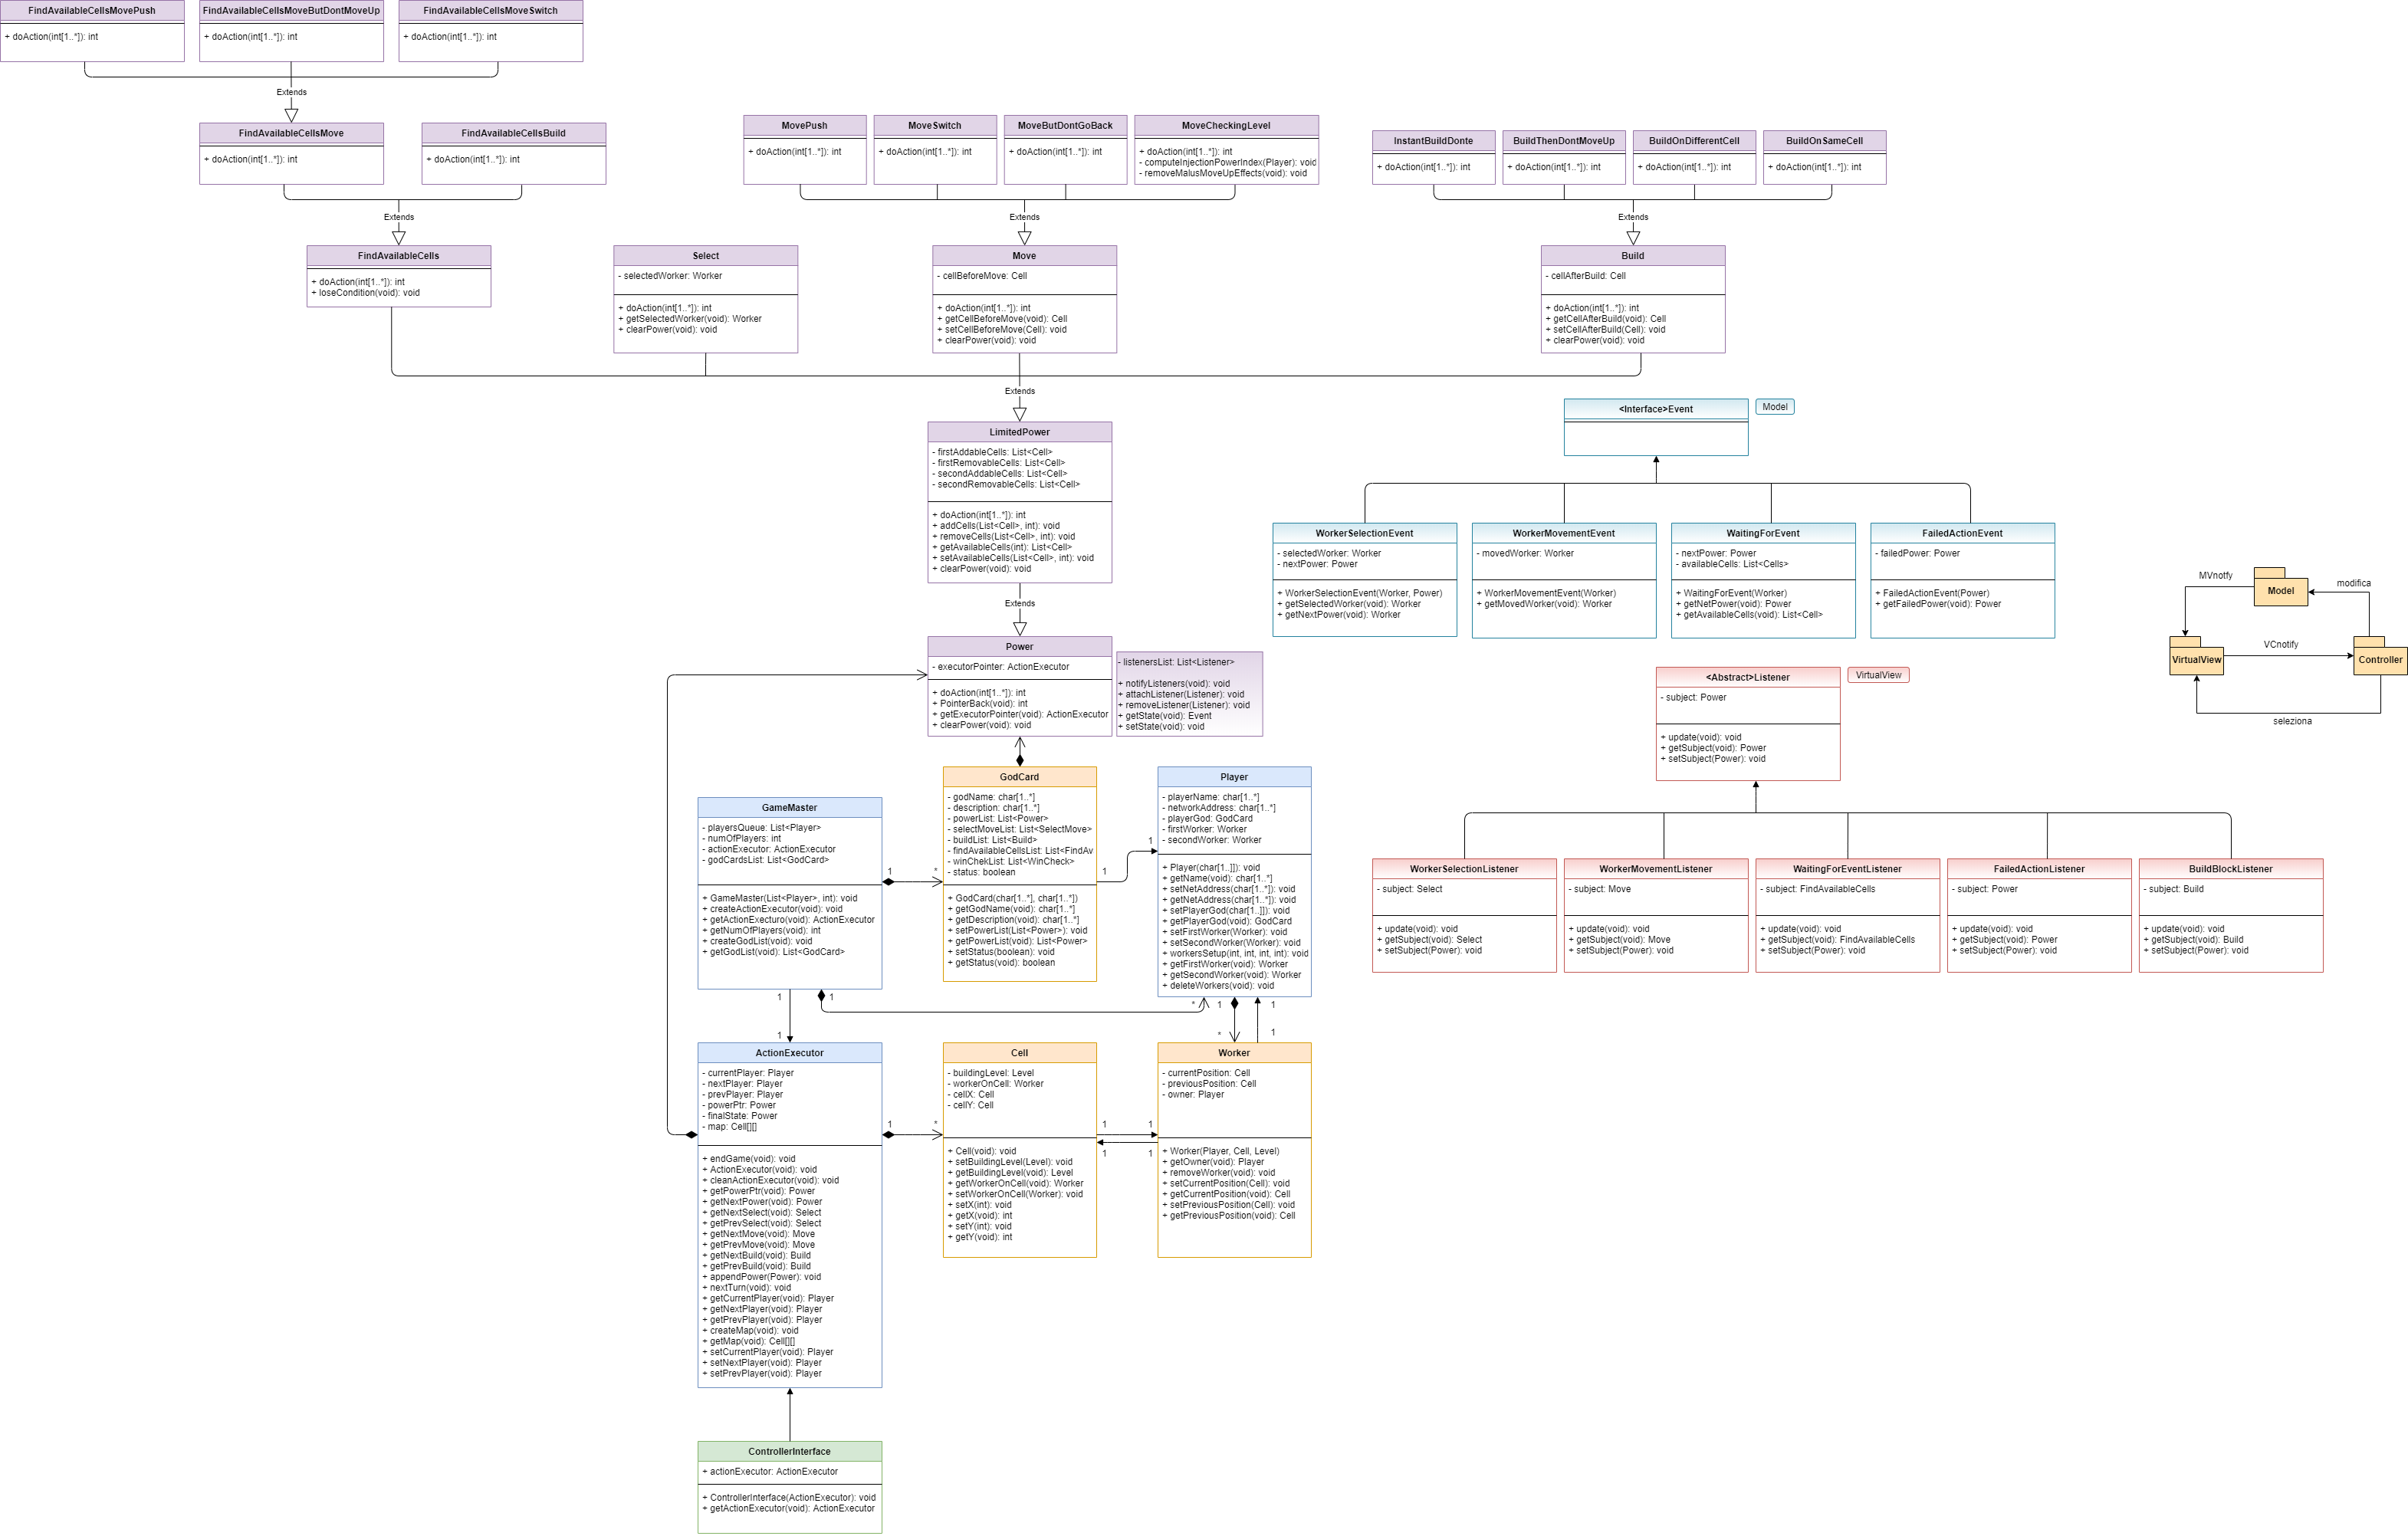 FindAvailableCellsMovePush
+ doAction(int[1..*]): int
FindAvailableCellsMoveButDontMoveUp
+ doAction(int[1..*]): int
FindAvailableCellsMoveSwitch
+ doAction(int[1..*]): int
Extends
FindAvailableCellsMove
+ doAction(int[1..*]): int
FindAvailableCellsBuild
+ doAction(int[1..*]): int
MovePush
+ doAction(int[1..*]): int
MoveSwitch
+ doAction(int[1..*]): int
MoveButDontGoBack
+ doAction(int[1..*]): int
MoveCheckingLevel
+ doAction(int[1..*]): int
- computeInjectionPowerIndex(Player): void
- removeMalusMoveUpEffects(void): void
InstantBuildDonte
+ doAction(int[1..*]): int
BuildThenDontMoveUp
+ doAction(int[1..*]): int
BuildOnDifferentCell
+ doAction(int[1..*]): int
BuildOnSameCell
+ doAction(int[1..*]): int
Extends
Extends
Extends
FindAvailableCells
+ doAction(int[1..*]): int
+ loseCondition(void): void
Select
- selectedWorker: Worker
+ doAction(int[1..*]): int
+ getSelectedWorker(void): Worker
+ clearPower(void): void
Move
- cellBeforeMove: Cell
+ doAction(int[1..*]): int
+ getCellBeforeMove(void): Cell
+ setCellBeforeMove(Cell): void
+ clearPower(void): void
Build
- cellAfterBuild: Cell
+ doAction(int[1..*]): int
+ getCellAfterBuild(void): Cell
+ setCellAfterBuild(Cell): void
+ clearPower(void): void
Extends
LimitedPower
- firstAddableCells: List<Cell>
- firstRemovableCells: List<Cell>
- secondAddableCells: List<Cell>
- secondRemovableCells: List<Cell>
+ doAction(int[1..*]): int
+ addCells(List<Cell>, int): void
+ removeCells(List<Cell>, int): void
+ getAvailableCells(int): List<Cell>
+ setAvailableCells(List<Cell>, int): void
+ clearPower(void): void
Extends
<Interface>Event
Model
WorkerSelectionEvent
- selectedWorker: Worker
- nextPower: Power
+ WorkerSelectionEvent(Worker, Power)
+ getSelectedWorker(void): Worker
+ getNextPower(void): Worker
WorkerMovementEvent
- movedWorker: Worker
+ WorkerMovementEvent(Worker)
+ getMovedWorker(void): Worker
WaitingForEvent
- nextPower: Power
- availableCells: List<Cells>
+ WaitingForEvent(Worker)
+ getNetPower(void): Power
+ getAvailableCells(void): List<Cell>
FailedActionEvent
- failedPower: Power
+ FailedActionEvent(Power)
+ getFailedPower(void): Power
MVnotfy
Model
modifica
VirtualView
VCnotify
Controller
seleziona
Power
- executorPointer: ActionExecutor
+ doAction(int[1..*]): int
+ PointerBack(void): int
+ getExecutorPointer(void): ActionExecutor
+ clearPower(void): void
- listenersList: List<Listener>
+ notifyListeners(void): void
+ attachListener(Listener): void
+ removeListener(Listener): void
+ getState(void): Event
+ setState(void): void
<Abstract>Listener
VirtualView
- subject: Power
+ update(void): void
+ getSubject(void): Power
+ setSubject(Power): void
WorkerSelectionListener
- subject: Select
+ update(void): void
+ getSubject(void): Select
+ setSubject(Power): void
WorkerMovementListener
- subject: Move
+ update(void): void
+ getSubject(void): Move
+ setSubject(Power): void
WaitingForEventListener
- subject: FindAvailableCells
+ update(void): void
+ getSubject(void): FindAvailableCells
+ setSubject(Power): void
FailedActionListener
- subject: Power
+ update(void): void
+ getSubject(void): Power
+ setSubject(Power): void
BuildBlockListener
- subject: Build
+ update(void): void
+ getSubject(void): Build
+ setSubject(Power): void
GameMaster
- playersQueue: List<Player>
- numOfPlayers: int
- actionExecutor: ActionExecutor
- godCardsList: List<GodCard>
+ GameMaster(List<Player>, int): void
+ createActionExecutor(void): void
+ getActionExecturo(void): ActionExecutor
+ getNumOfPlayers(void): int
+ createGodList(void): void
+ getGodList(void): List<GodCard>
1
*
GodCard
- godName: char[1..*]
- description: char[1..*]
- powerList: List<Power>
- selectMoveList: List<SelectMove>
- buildList: List<Build>
- findAvailableCellsList: List<FindAv
- winChekList: List<WinCheck>
- status: boolean
+ GodCard(char[1..*], char[1..*])
+ getGodName(void): char[1..*]
+ getDescription(void): char[1..*]
+ setPowerList(List<Power>): void
+ getPowerList(void): List<Power>
+ setStatus(boolean): void
+ getStatus(void): boolean
1
1
Player
- playerName: char[1..*]
- networkAddress: char[1..*]
- playerGod: GodCard
- firstWorker: Worker
- secondWorker: Worker
+ Player(char[1..]]): void
+ getName(void): char[1..*]
+ setNetAddress(char[1..*]): void
+ getNetAddress(char[1..*]): void
+ setPlayerGod(char[1..]]): void
+ getPlayerGod(void): GodCard
+ setFirstWorker(Worker): void
+ setSecondWorker(Worker): void
+ workersSetup(int, int, int, int): void
+ getFirstWorker(void): Worker
+ getSecondWorker(void): Worker
+ deleteWorkers(void): void
1
1
*
1
1
1
*
1
ActionExecutor
- currentPlayer: Player
- nextPlayer: Player
- prevPlayer: Player
- powerPtr: Power
- finalState: Power
- map: Cell[][]
+ endGame(void): void
+ ActionExecutor(void): void
+ cleanActionExecutor(void): void
+ getPowerPtr(void): Power
+ getNextPower(void): Power
+ getNextSelect(void): Select
+ getPrevSelect(void): Select
+ getNextMove(void): Move
+ getPrevMove(void): Move
+ getNextBuild(void): Build
+ getPrevBuild(void): Build
+ appendPower(Power): void
+ nextTurn(void): void
+ getCurrentPlayer(void): Player
+ getNextPlayer(void): Player
+ getPrevPlayer(void): Player
+ createMap(void): void
+ getMap(void): Cell[][]
+ setCurrentPlayer(void): Player
+ setNextPlayer(void): Player
+ setPrevPlayer(void): Player
1
*
Cell
- buildingLevel: Level
- workerOnCell: Worker
- cellX: Cell
- cellY: Cell
+ Cell(void): void
+ setBuildingLevel(Level): void
+ getBuildingLevel(void): Level
+ getWorkerOnCell(void): Worker
+ setWorkerOnCell(Worker): void
+ setX(int): void
+ getX(void): int
+ setY(int): void
+ getY(void): int
1
1
1
1
Worker
- currentPosition: Cell
- previousPosition: Cell
- owner: Player
+ Worker(Player, Cell, Level)
+ getOwner(void): Player
+ removeWorker(void): void
+ setCurrentPosition(Cell): void
+ getCurrentPosition(void): Cell
+ setPreviousPosition(Cell): void
+ getPreviousPosition(void): Cell
ControllerInterface
+ actionExecutor: ActionExecutor
+ ControllerInterface(ActionExecutor): void
+ getActionExecutor(void): ActionExecutor